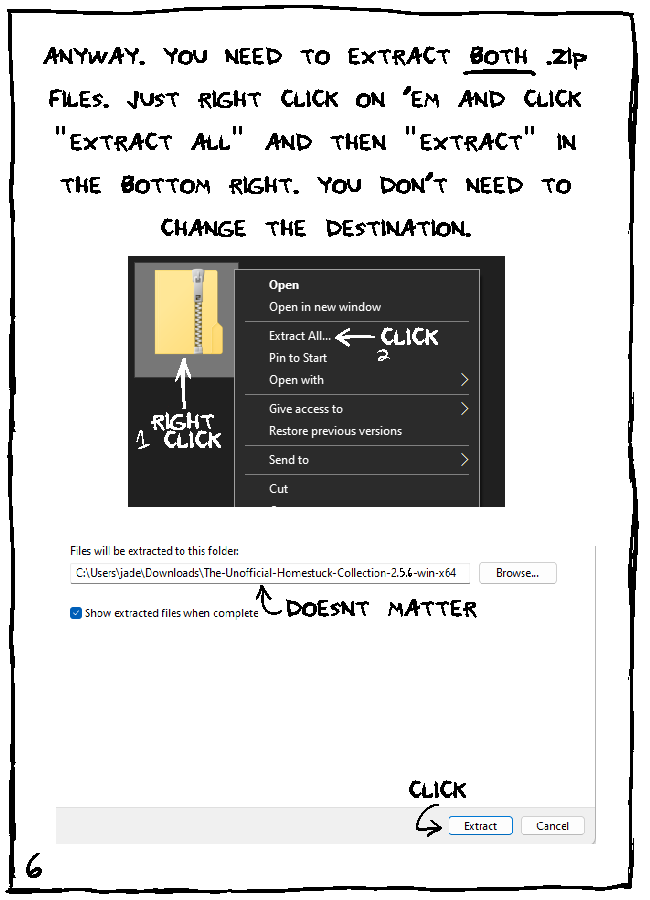 ANYWAY. YOU NEED TO EXTRACT BOTH .ZIP
FILES. JUST RIGHT CLICK ON 'EM AND CLICK
"EXTRACT ALL" AND THEN "EXTRACT" IN
THE BOTTOM RIGHT. YOU DON'T NEED TO
CHANGE THE DESTINATION.
Open
Open in new window
Extract All...
CLICK
2
Pin to Start
Open with
Give access to
RIGHT
1 CLICK
Restore previous versions
Send to
Cut
Files will be extracted to this folder:
C:\Users\jade\Downloads\The-Unofficial-Homestuck-Collection-2.5.6-win-x64
Browse...
Show extracted files when complete
DOESNT MATTER
CLICK
Extract
Cancel
6